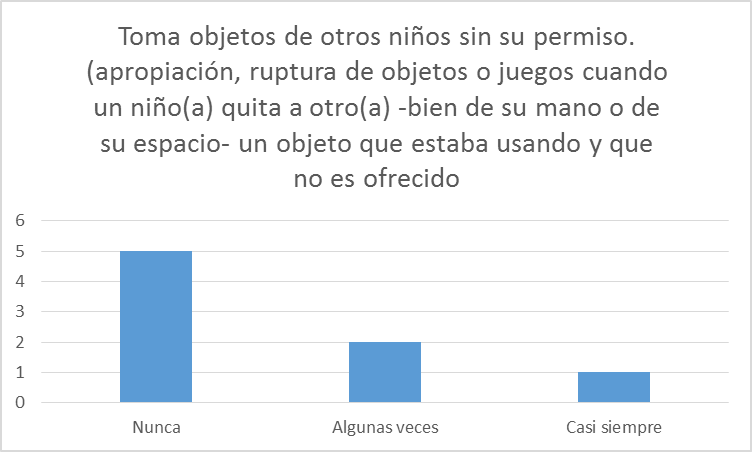 Toma objetos de otros niños sin su permiso.
(apropiación, ruptura de objetos o juegos cuando
un niño(a) quita a otro(a) -bien de su mano o de
su espacio- un objeto que estaba usando y que
no es ofrecido
6
5
4
3
2
1
0
Nunca Algunas veces Casi siempre